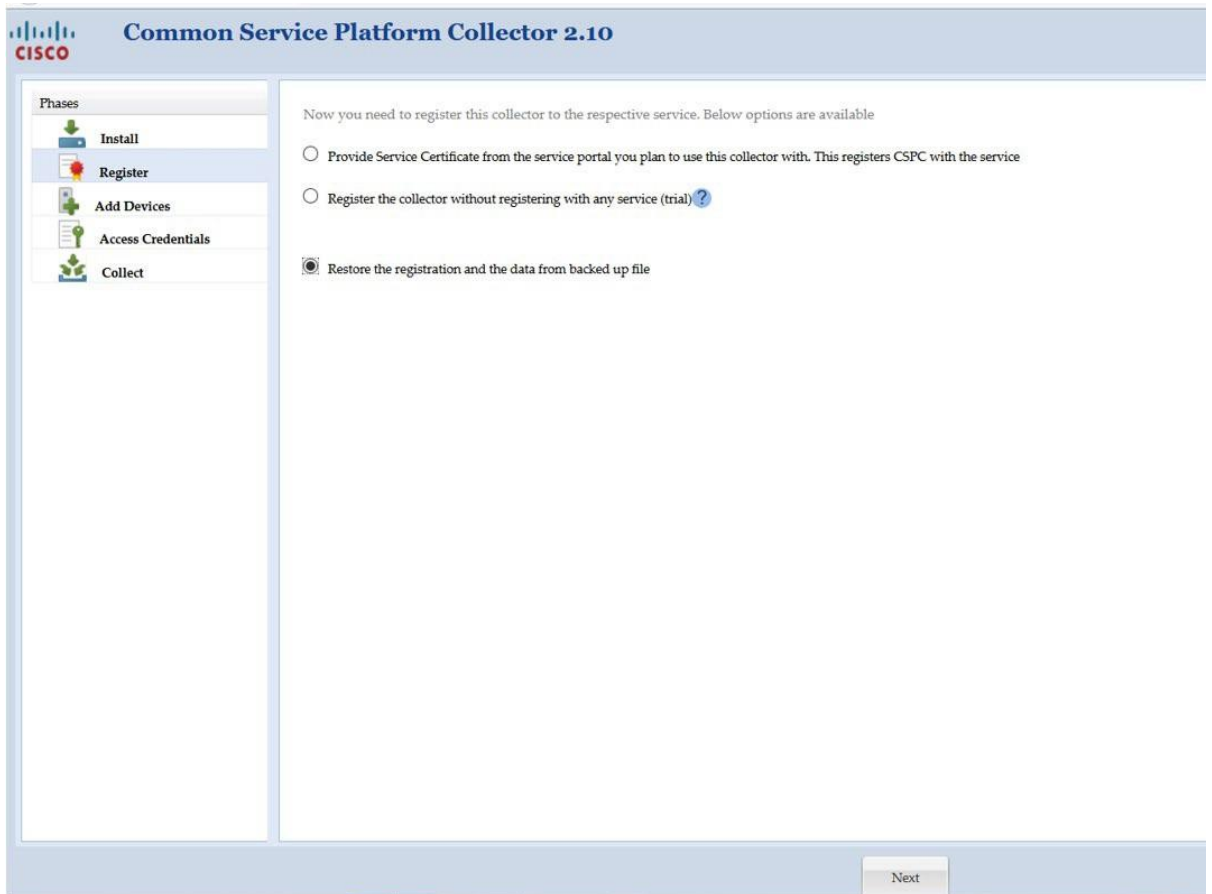 CISCO
Common Service Platform Collector 2.10
Phases
Install
Register
Add Devices
Access Credentials
Collect
Now you need to register this collector to the respective service. Below options are available
Provide Service Certificate from the service portal you plan to use this collector with. This registers CSPC with the service
Register the collector without registering with any service (trial) ?
Restore the registration and the data from backed up file
Next